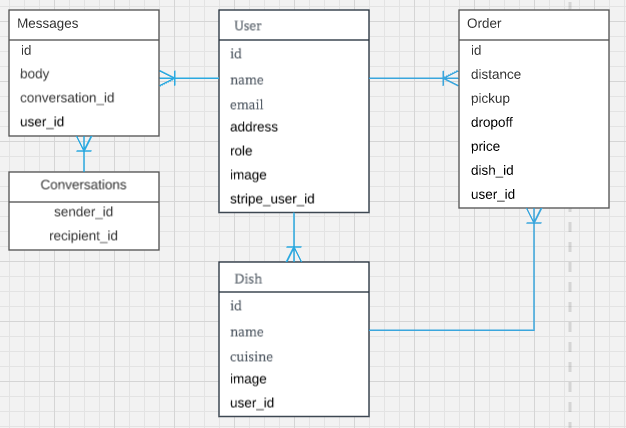 Messages
id
body
conversation_id
user_id
Conversations
sender_id
recipient_id
User
id
name
email
address
role
image
stripe_user_id
Dish
id
name
cuisine
image
user_id
Order
id
distance
pickup
dropoff
price
dish_id
user_id